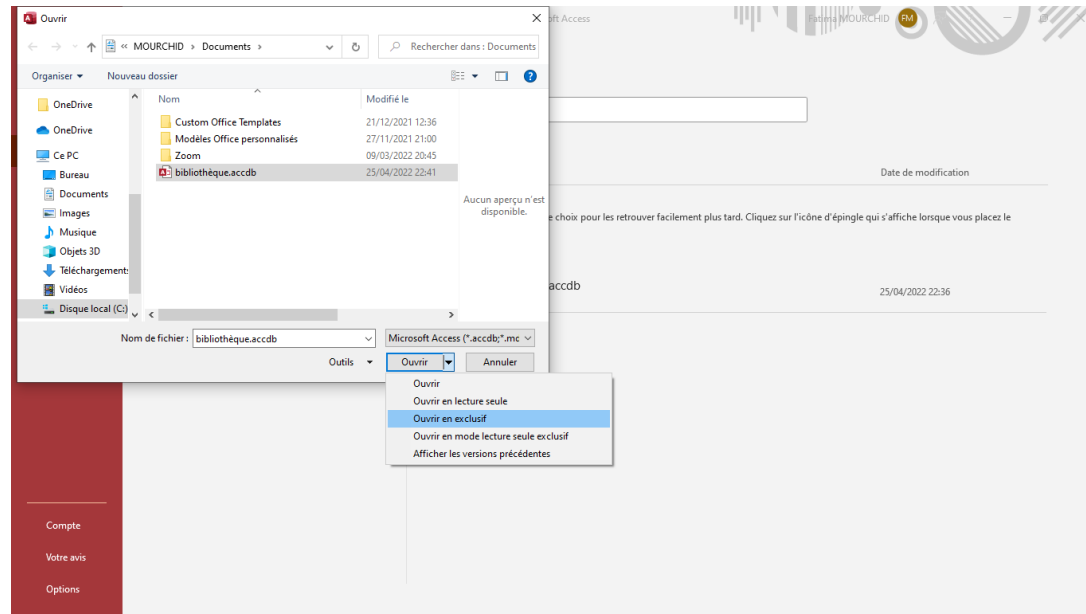 Ouvrir
oft Access
Fatima MOURCHID
FM
« MOURCHID › Documents ›
Rechercher dans : Documents
Organiser
Nouveau dossier
Nom
Modifié le
OneDrive
OneDrive
Ce PC
Bureau
Documents
Images
Musique
Objets 3D
Téléchargements
Vidéos
Disque local (C:)
Custom Office Templates 21/12/2021 12:36
Modèles Office personnalisés 27/11/2021 21:00
Zoom 09/03/2022 20:45
bibliothèque.accdb 25/04/2022 22:41
Aucun aperçu n'est
disponible.
Date de modification
e choix pour les retrouver facilement plus tard. Cliquez sur l'icône d'épingle qui s'affiche lorsque vous placez le
accdb
25/04/2022 22:36
Nom de fichier : bibliothèque.accdb
Microsoft Access (*.accdb;*.mc
Outils
Ouvrir
Annuler
Ouvrir
Ouvrir en lecture seule
Ouvrir en exclusif
Ouvrir en mode lecture seule exclusif
Afficher les versions précédentes
Compte
Votre avis
Options